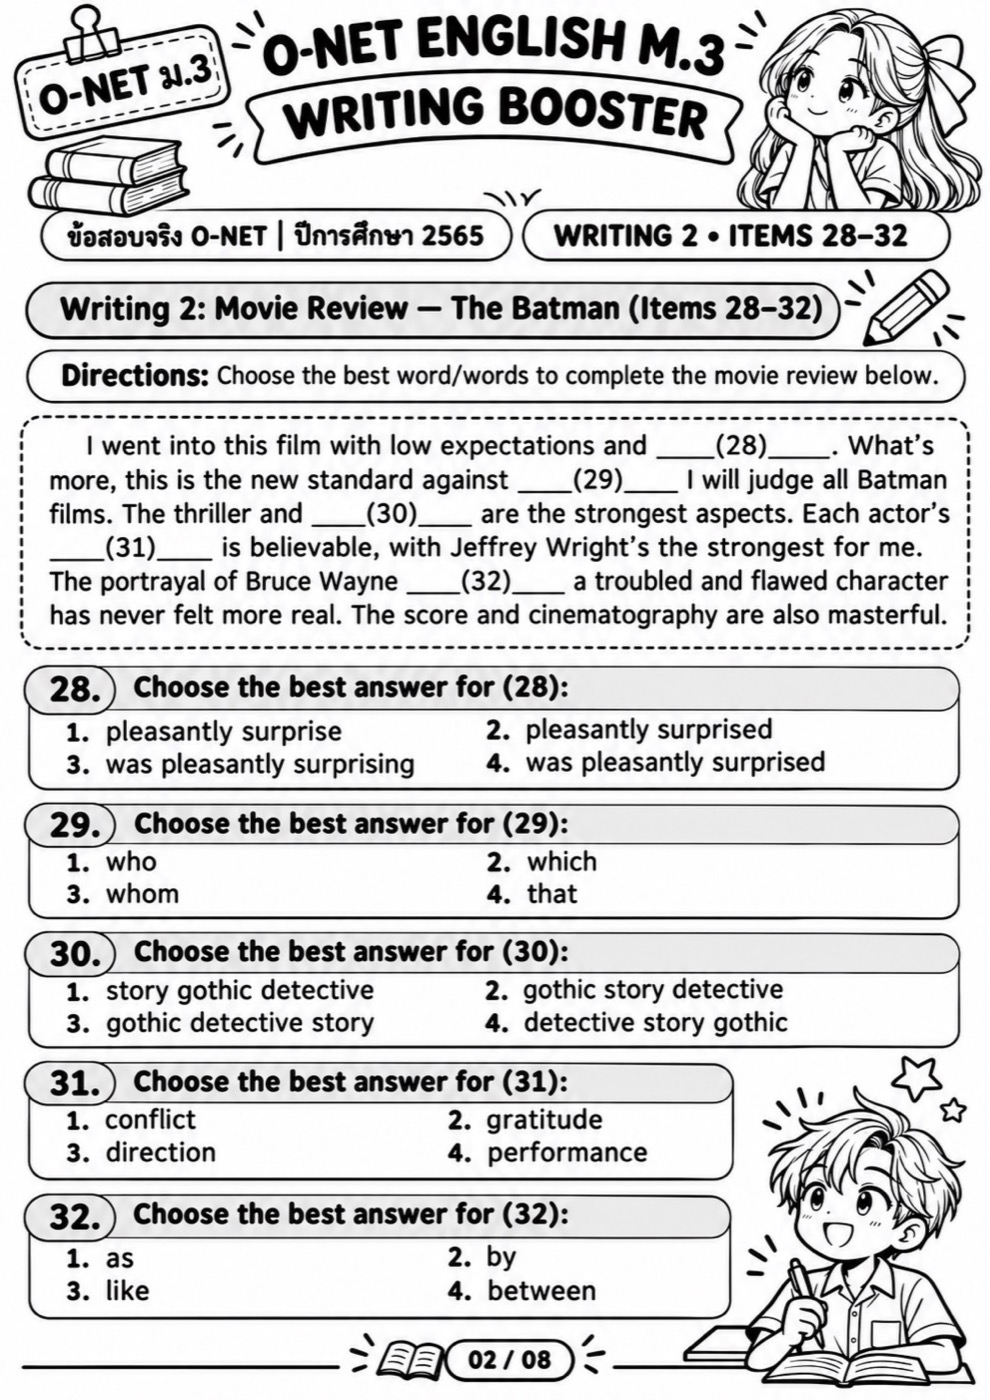 O-NET ม.3
O-NET ENGLISH M.3
WRITING BOOSTER
ข้อสอบจริง O-NET | ปีการศึกษา 2565
WRITING 2 • ITEMS 28–32
Writing 2: Movie Review — The Batman (Items 28–32)
Directions: Choose the best word/words to complete the movie review below.
I went into this film with low expectations and ____(28)____. What's
more, this is the new standard against ____(29)____ I will judge all Batman
films. The thriller and ____(30)____ are the strongest aspects. Each actor's
____(31)____ is believable, with Jeffrey Wright's the strongest for me.
The portrayal of Bruce Wayne ____(32)____ a troubled and flawed character
has never felt more real. The score and cinematography are also masterful.
28. Choose the best answer for (28):
1. pleasantly surprise 2. pleasantly surprised
3. was pleasantly surprising 4. was pleasantly surprised
29. Choose the best answer for (29):
1. who 2. which
3. whom 4. that
30. Choose the best answer for (30):
1. story gothic detective 2. gothic story detective
3. gothic detective story 4. detective story gothic
31. Choose the best answer for (31):
1. conflict 2. gratitude
3. direction 4. performance
32. Choose the best answer for (32):
1. as 2. by
3. like 4. between
02 / 08